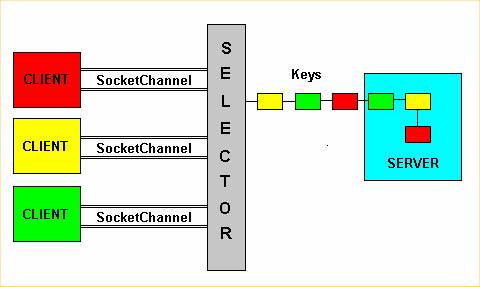 CLIENT
SocketChannel
CLIENT
SocketChannel
CLIENT
SocketChannel
SELECTOR
Keys
SERVER